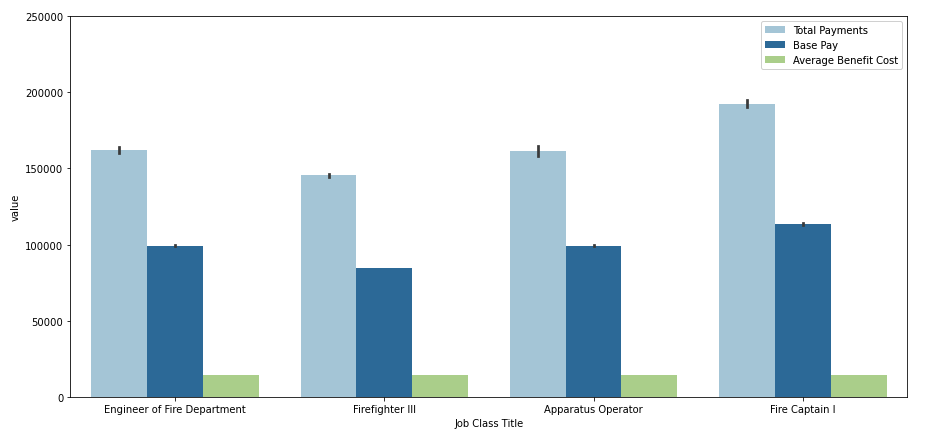 250000
200000
150000
100000
50000
0
value
Total Payments
Base Pay
Average Benefit Cost
Engineer of Fire Department
Firefighter III
Apparatus Operator
Fire Captain I
Job Class Title